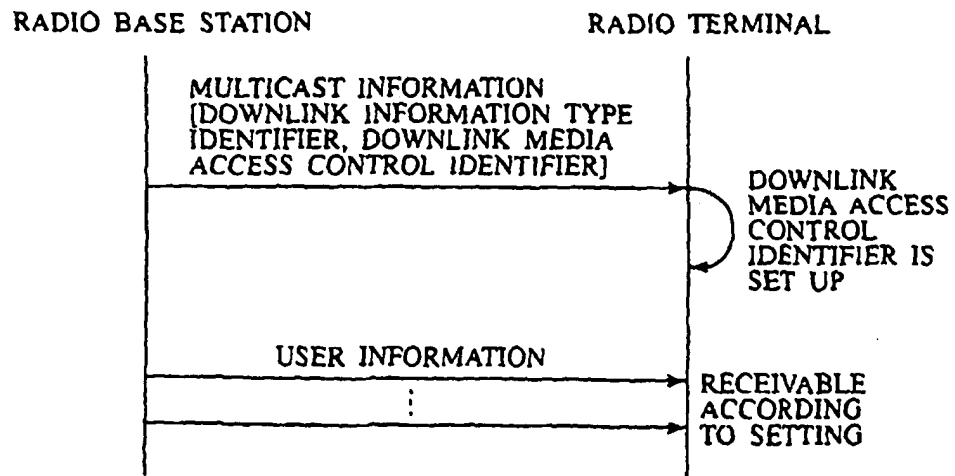 RADIO BASE STATION
RADIO TERMINAL
MULTICAST INFORMATION
[DOWNLINK INFORMATION TYPE
IDENTIFIER, DOWNLINK MEDIA
ACCESS CONTROL IDENTIFIER]
DOWNLINK
MEDIA ACCESS
CONTROL
IDENTIFIER IS
SET UP
USER INFORMATION
RECEIVABLE
ACCORDING
TO SETTING